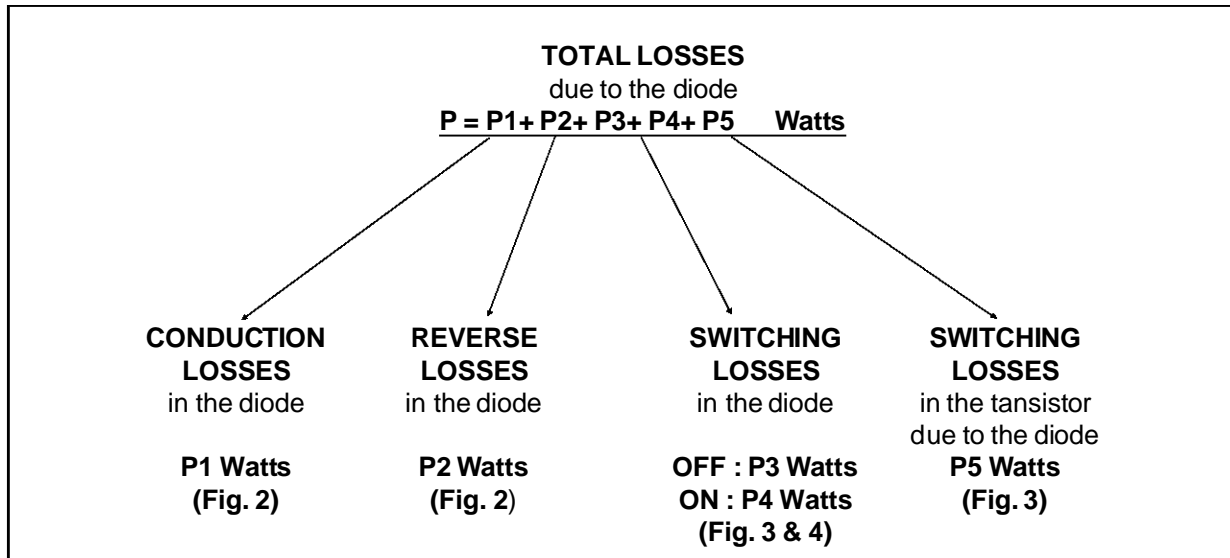 TOTAL LOSSES
due to the diode
P = P1+ P2+ P3+ P4+ P5 Watts
CONDUCTION
LOSSES
in the diode
P1 Watts
(Fig. 2)
REVERSE
LOSSES
in the diode
P2 Watts
(Fig. 2)
SWITCHING
LOSSES
in the diode
OFF : P3 Watts
ON : P4 Watts
(Fig. 3 & 4)
SWITCHING
LOSSES
in the tansistor
due to the diode
P5 Watts
(Fig. 3)